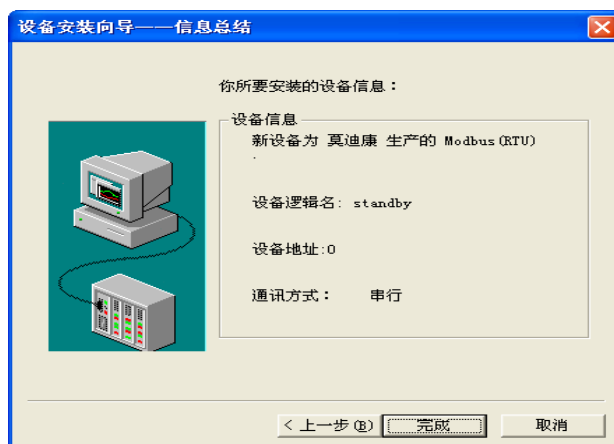 设备安装向导——信息总结
你所要安装的设备信息：
设备信息
新设备为 莫迪康 生产的 Modbus(RTU)
.
设备逻辑名: standby
设备地址:0
通讯方式： 串行
< 上一步(B) 完成 取消